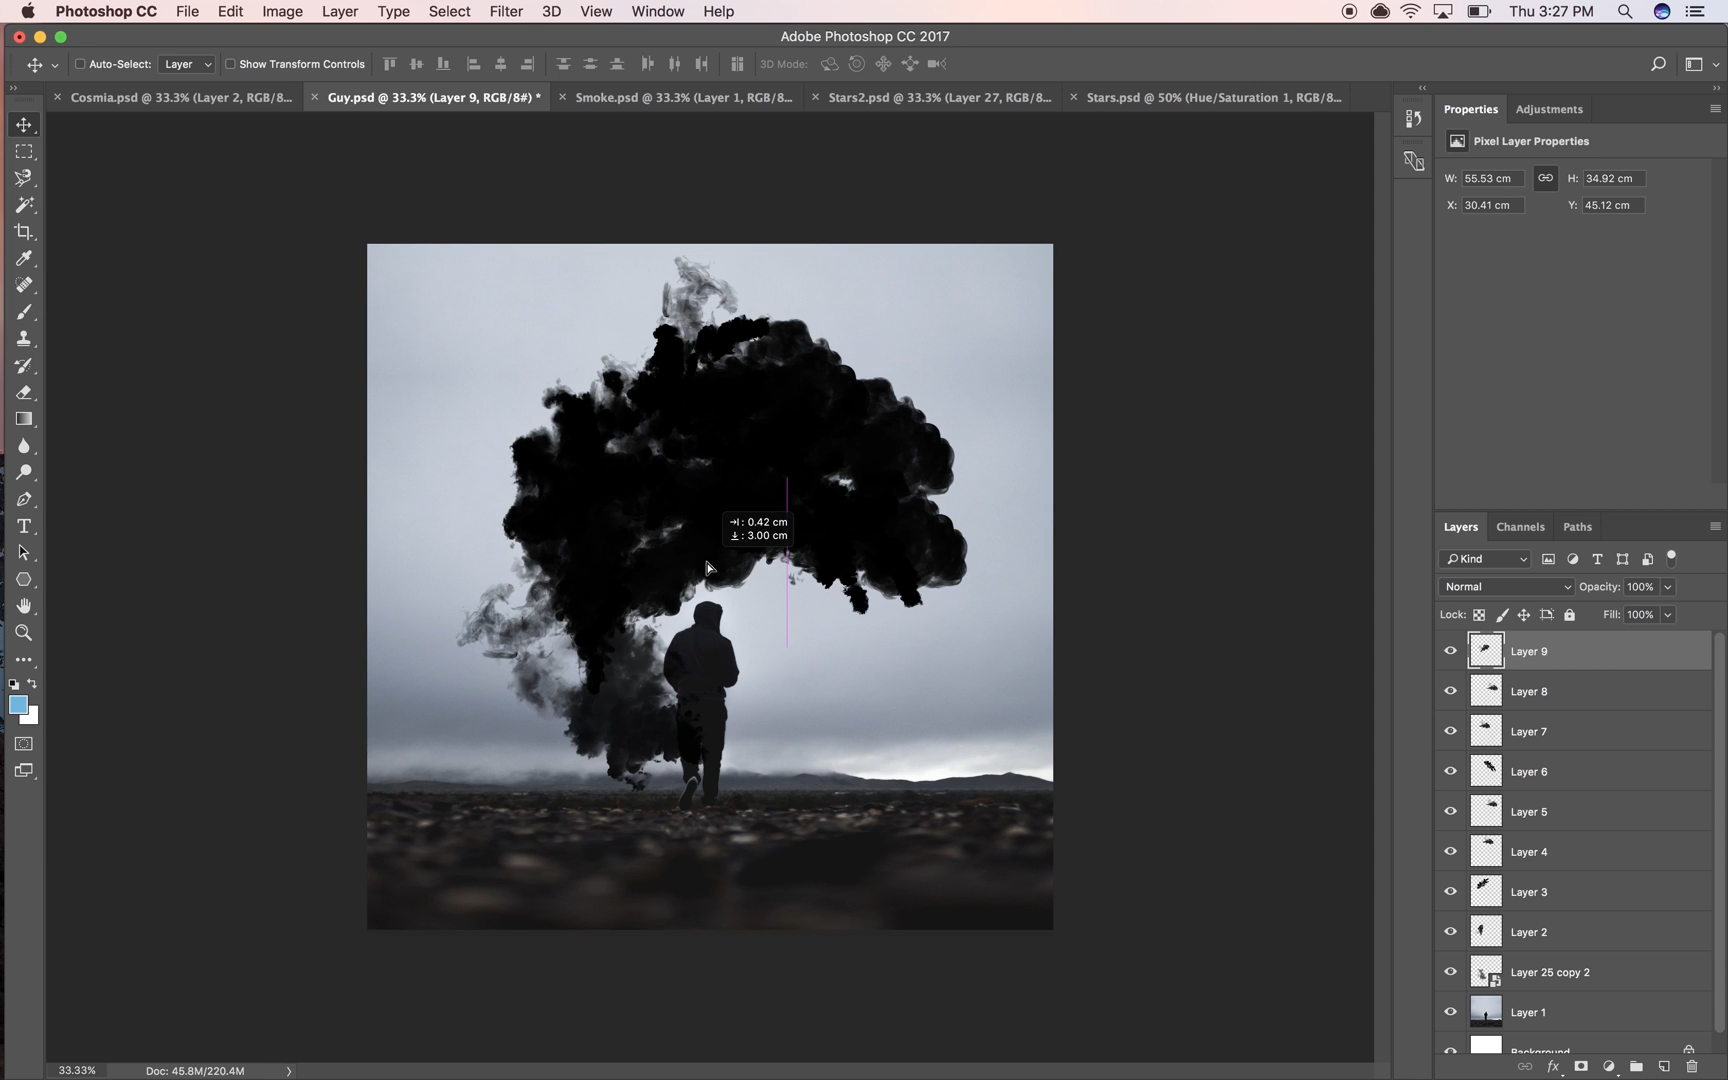 Photoshop CC File Edit Image Layer Type Select Filter 3D View Window Help Thu 3:27 PM
Adobe Photoshop CC 2017
Auto-Select: Layer Show Transform Controls 3D Mode:
Cosmia.psd @ 33.3% (Layer 2, RGB/8... Guy.psd @ 33.3% (Layer 9, RGB/8#) * Smoke.psd @ 33.3% (Layer 1, RGB/8... Stars2.psd @ 33.3% (Layer 27, RGB/8... Stars.psd @ 50% (Hue/Saturation 1, RGB/8...
Properties Adjustments
Pixel Layer Properties
W: 55.53 cm H: 34.92 cm
X: 30.41 cm Y: 45.12 cm
: 0.42 cm
: 3.00 cm
Layers Channels Paths
Kind
Normal Opacity: 100%
Lock: Fill: 100%
Layer 9
Layer 8
Layer 7
Layer 6
Layer 5
Layer 4
Layer 3
Layer 2
Layer 25 copy 2
Layer 1
Background
33.33% Doc: 45.8M/220.4M